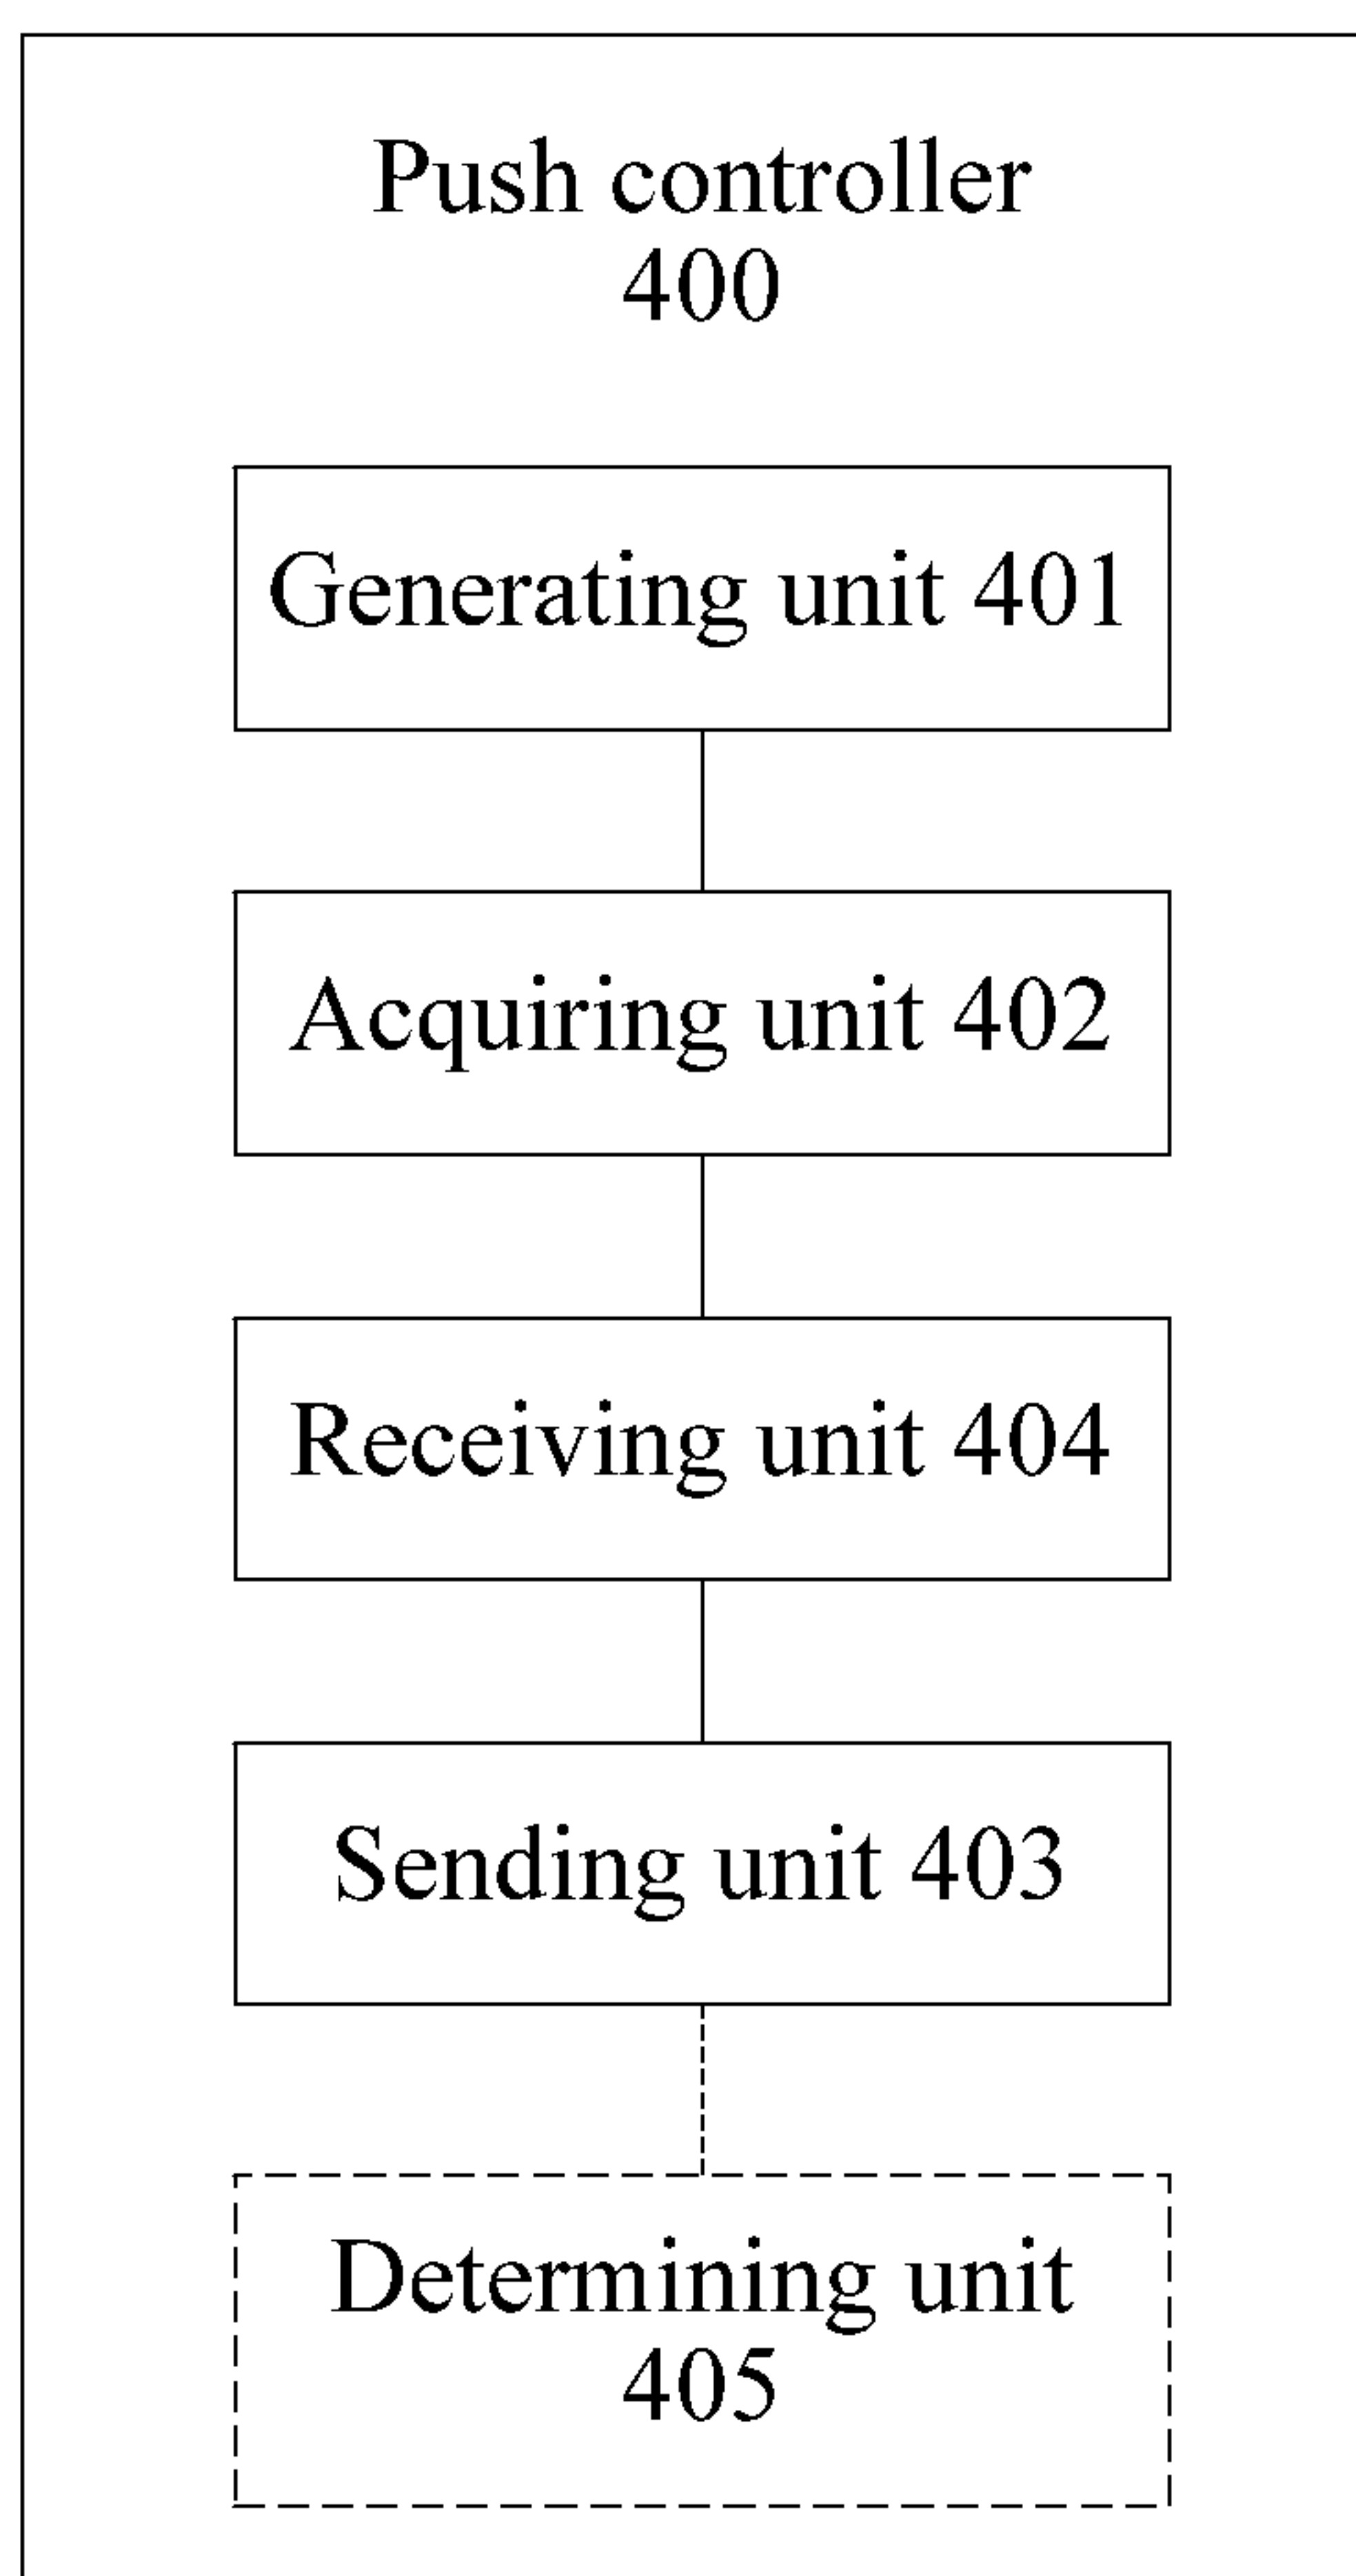 Push controller
400
Generating unit 401
Acquiring unit 402
Receiving unit 404
Sending unit 403
Determining unit
405